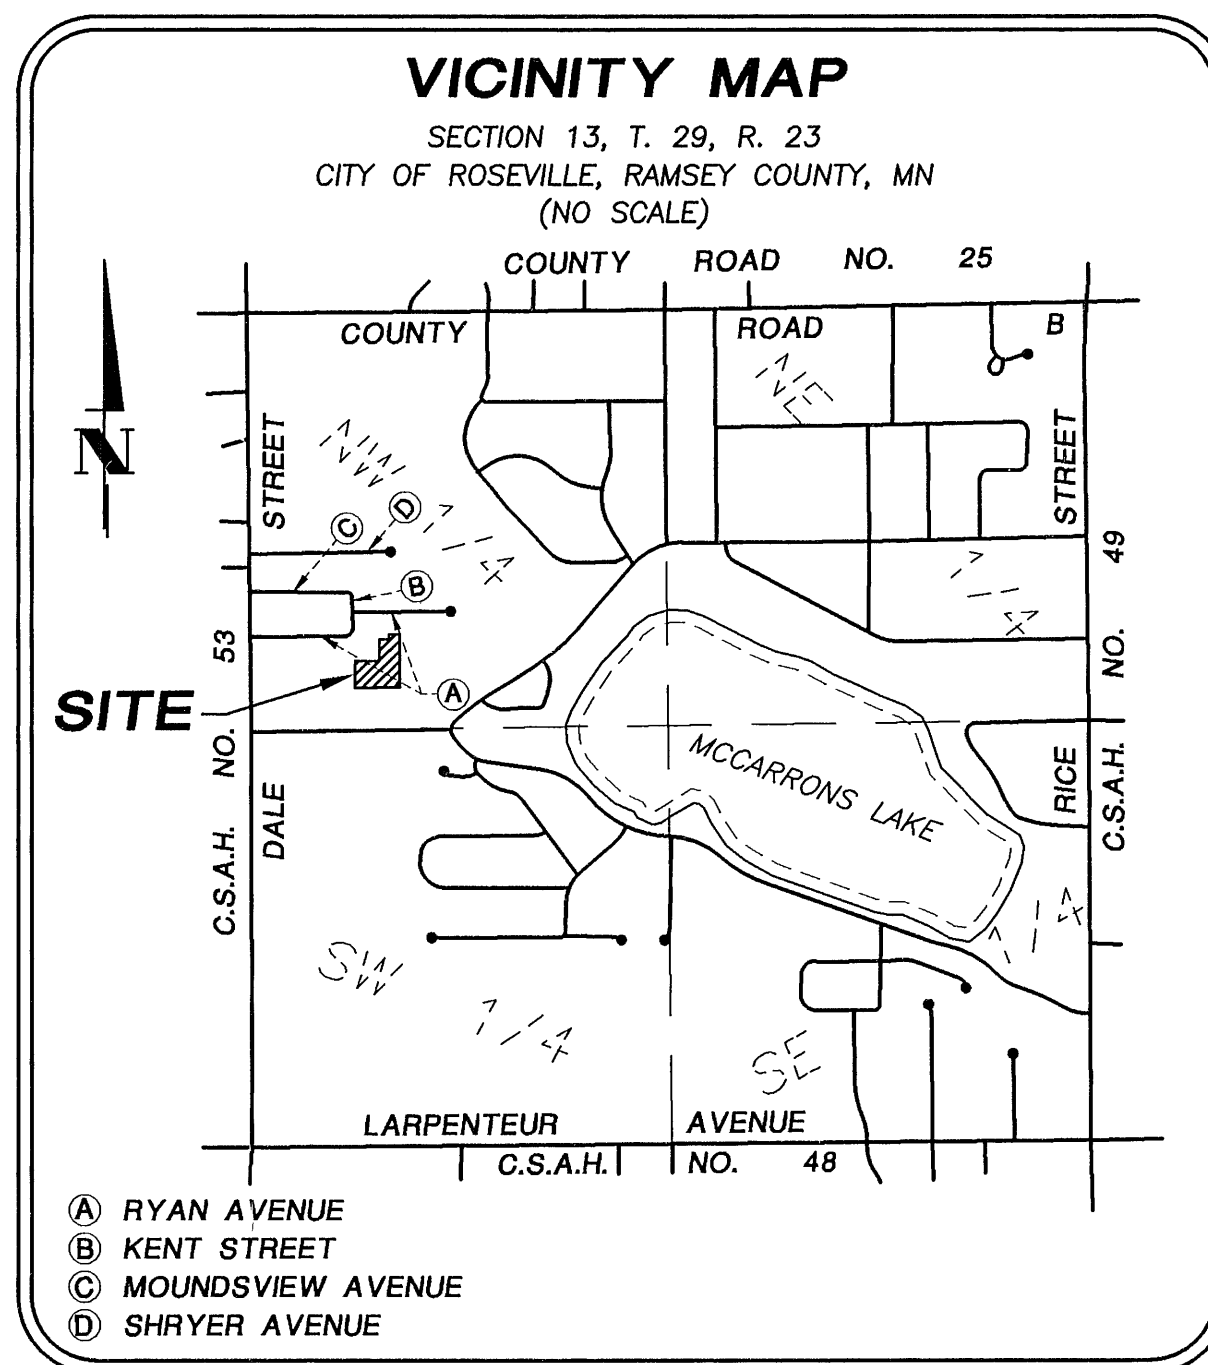 VICINITY MAP
SECTION 13, T. 29, R. 23
CITY OF ROSEVILLE, RAMSEY COUNTY, MN
(NO SCALE)
COUNTY ROAD NO. 25
COUNTY ROAD B
N
NW 1/4
NE 1/4
DALE STREET
C.S.A.H. NO. 53
RICE STREET
C.S.A.H. NO. 49
C
D
B
A
SITE
MCCARRONS LAKE
SW 1/4
SE 1/4
LARPENTEUR AVENUE
C.S.A.H. NO. 48
A RYAN AVENUE
B KENT STREET
C MOUNDSVIEW AVENUE
D SHRYER AVENUE